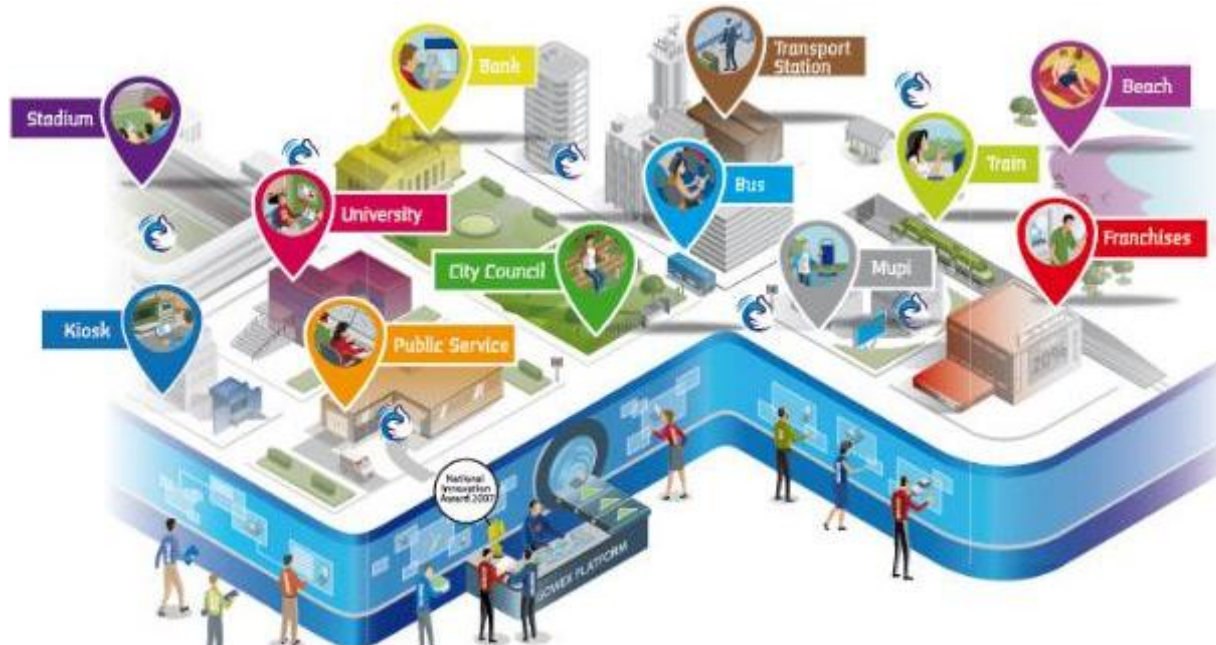 Bank
Transport
Station
Beach
Stadium
Train
Bus
University
Franchises
City Council
Mupi
Kiosk
Public Service
National
Innovation
Award 2007
GOWEX PLATFORM